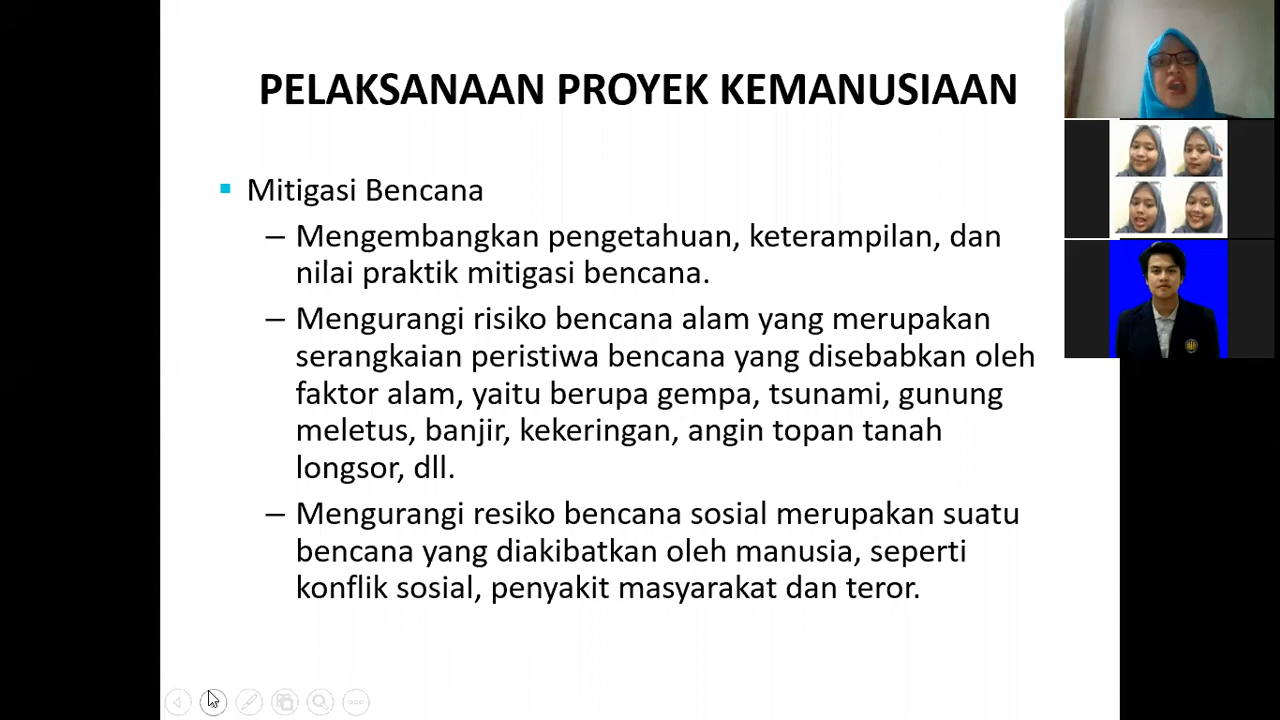 PELAKSANAAN PROYEK KEMANUSIAAN
Mitigasi Bencana
– Mengembangkan pengetahuan, keterampilan, dan
nilai praktik mitigasi bencana.
– Mengurangi risiko bencana alam yang merupakan
serangkaian peristiwa bencana yang disebabkan oleh
faktor alam, yaitu berupa gempa, tsunami, gunung
meletus, banjir, kekeringan, angin topan tanah
longsor, dll.
– Mengurangi resiko bencana sosial merupakan suatu
bencana yang diakibatkan oleh manusia, seperti
konflik sosial, penyakit masyarakat dan teror.